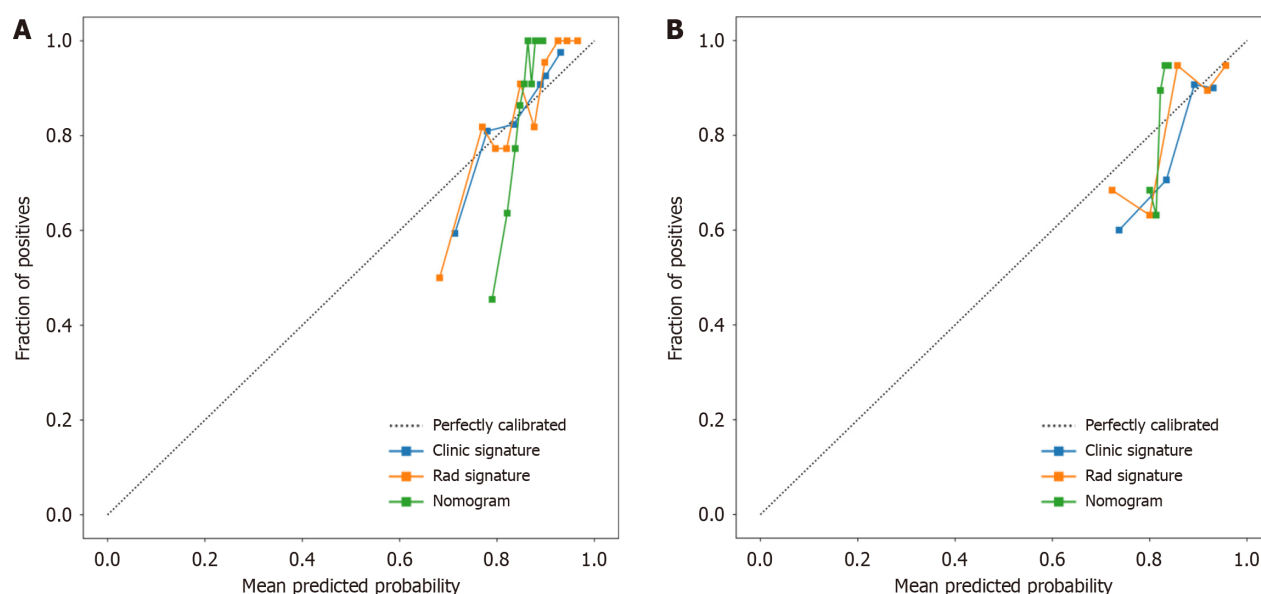 A
Fraction of positives
1.0
0.8
0.6
0.4
0.2
0.0
Perfectly calibrated
Clinic signature
Rad signature
Nomogram
0.0 0.2 0.4 0.6 0.8 1.0
Mean predicted probability
B
Fraction of positives
1.0
0.8
0.6
0.4
0.2
0.0
Perfectly calibrated
Clinic signature
Rad signature
Nomogram
0.0 0.2 0.4 0.6 0.8 1.0
Mean predicted probability